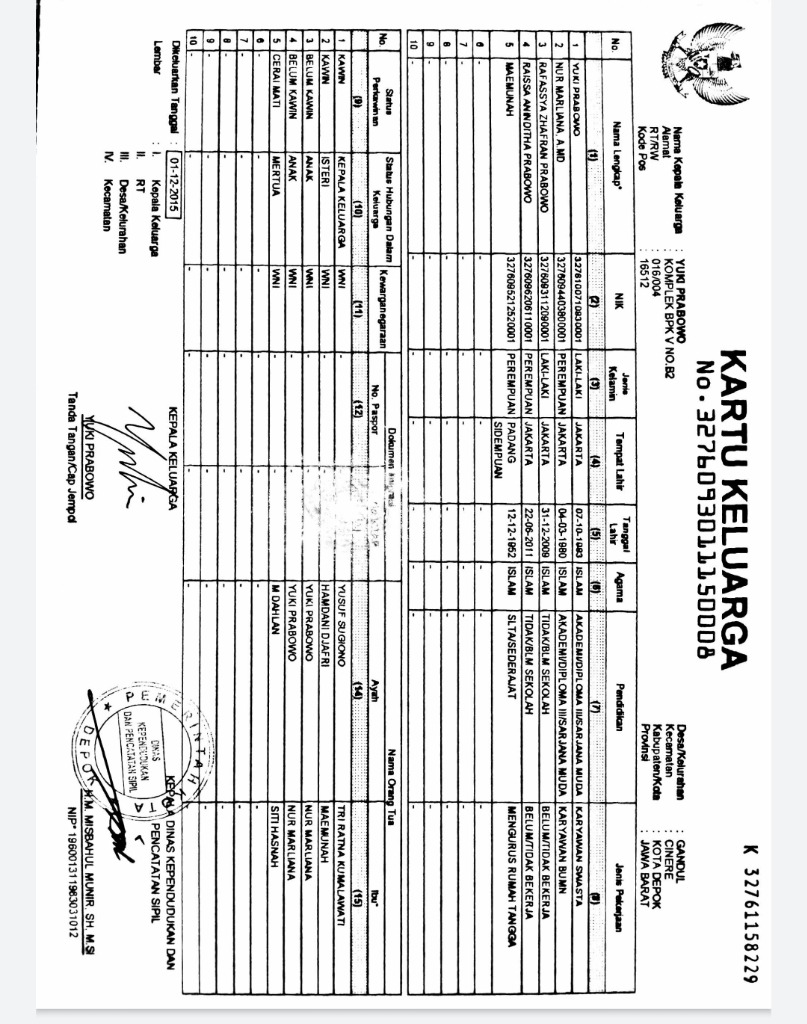 K 32761158229
KARTU KELUARGA
No. 3276093011150008
Nama Kepala Keluarga : YUKI PRABOWO
Alamat : KOMPLEK BPK V NO.B2
RT/RW : 016/004
Kode Pos : 16512
Desa/Kelurahan : GANDUL
Kecamatan : CINERE
Kabupaten/Kota : KOTA DEPOK
Provinsi : JAWA BARAT
No. Nama Lengkap NIK Jenis Kelamin Tempat Lahir Tanggal Lahir Agama Pendidikan Jenis Pekerjaan
(1) (2) (3) (4) (5) (6) (7) (8)
1 YUKI PRABOWO 3276100710830001 LAKI-LAKI JAKARTA 07-10-1983 ISLAM AKADEMI/DIPLOMA III/SARJANA MUDA KARYAWAN SWASTA
2 NUR MARLIANA. A.MD 3276094403800001 PEREMPUAN JAKARTA 04-03-1980 ISLAM AKADEMI/DIPLOMA III/SARJANA MUDA KARYAWAN BUMN
3 RAFASSYA ZHAFRAN PRABOWO 3276093112090001 LAKI-LAKI JAKARTA 31-12-2009 ISLAM TIDAK/BLM SEKOLAH BELUM/TIDAK BEKERJA
4 RAISSA ANINDITHA PRABOWO 3276096206110001 PEREMPUAN JAKARTA 22-06-2011 ISLAM TIDAK/BLM SEKOLAH BELUM/TIDAK BEKERJA
5 MAEMUNAH 3276095212520001 PEREMPUAN PADANG SIDEMPUAN 12-12-1952 ISLAM SLTA/SEDERAJAT MENGURUS RUMAH TANGGA
6 - - - - - - - -
7 - - - - - - - -
8 - - - - - - - -
9 - - - - - - - -
10 - - - - - - - -
No. Status Perkawinan Status Hubungan Dalam Keluarga Kewarganegaraan Dokumen Nama Orang Tua
No. Paspor Ayah Ibu
(9) (10) (11) (12) (14) (15)
1 KAWIN KEPALA KELUARGA WNI - - YUSUF SUGIONO TRI RATNA KUMALAWATI
2 KAWIN ISTERI WNI - - HAMDANI DJAFRI MAEMUNAH
3 BELUM KAWIN ANAK WNI - - YUKI PRABOWO NUR MARLIANA
4 BELUM KAWIN ANAK WNI - - YUKI PRABOWO NUR MARLIANA
5 CERAI MATI MERTUA WNI - - M DAHLAN SITI HASNAH
6 - - - - - - -
7 - - - - - - -
8 - - - - - - -
9 - - - - - - -
10 - - - - - - -
Dikeluarkan Tanggal : 01-12-2015
Lembar : I. Kepala Keluarga
II. RT
III. Desa/Kelurahan
IV. Kecamatan
KEPALA KELUARGA
YUKI PRABOWO
Tanda Tangan/Cap Jempol
KEPALA DINAS KEPENDUDUKAN DAN
PENCATATAN SIPIL
PEMERINTAH KOTA DEPOK
DINAS
KEPENDUDUKAN
DAN PENCATATAN SIPIL
H.M. MISBAHUL MUNIR, SH, M.SI
NIP* 196001311983031012